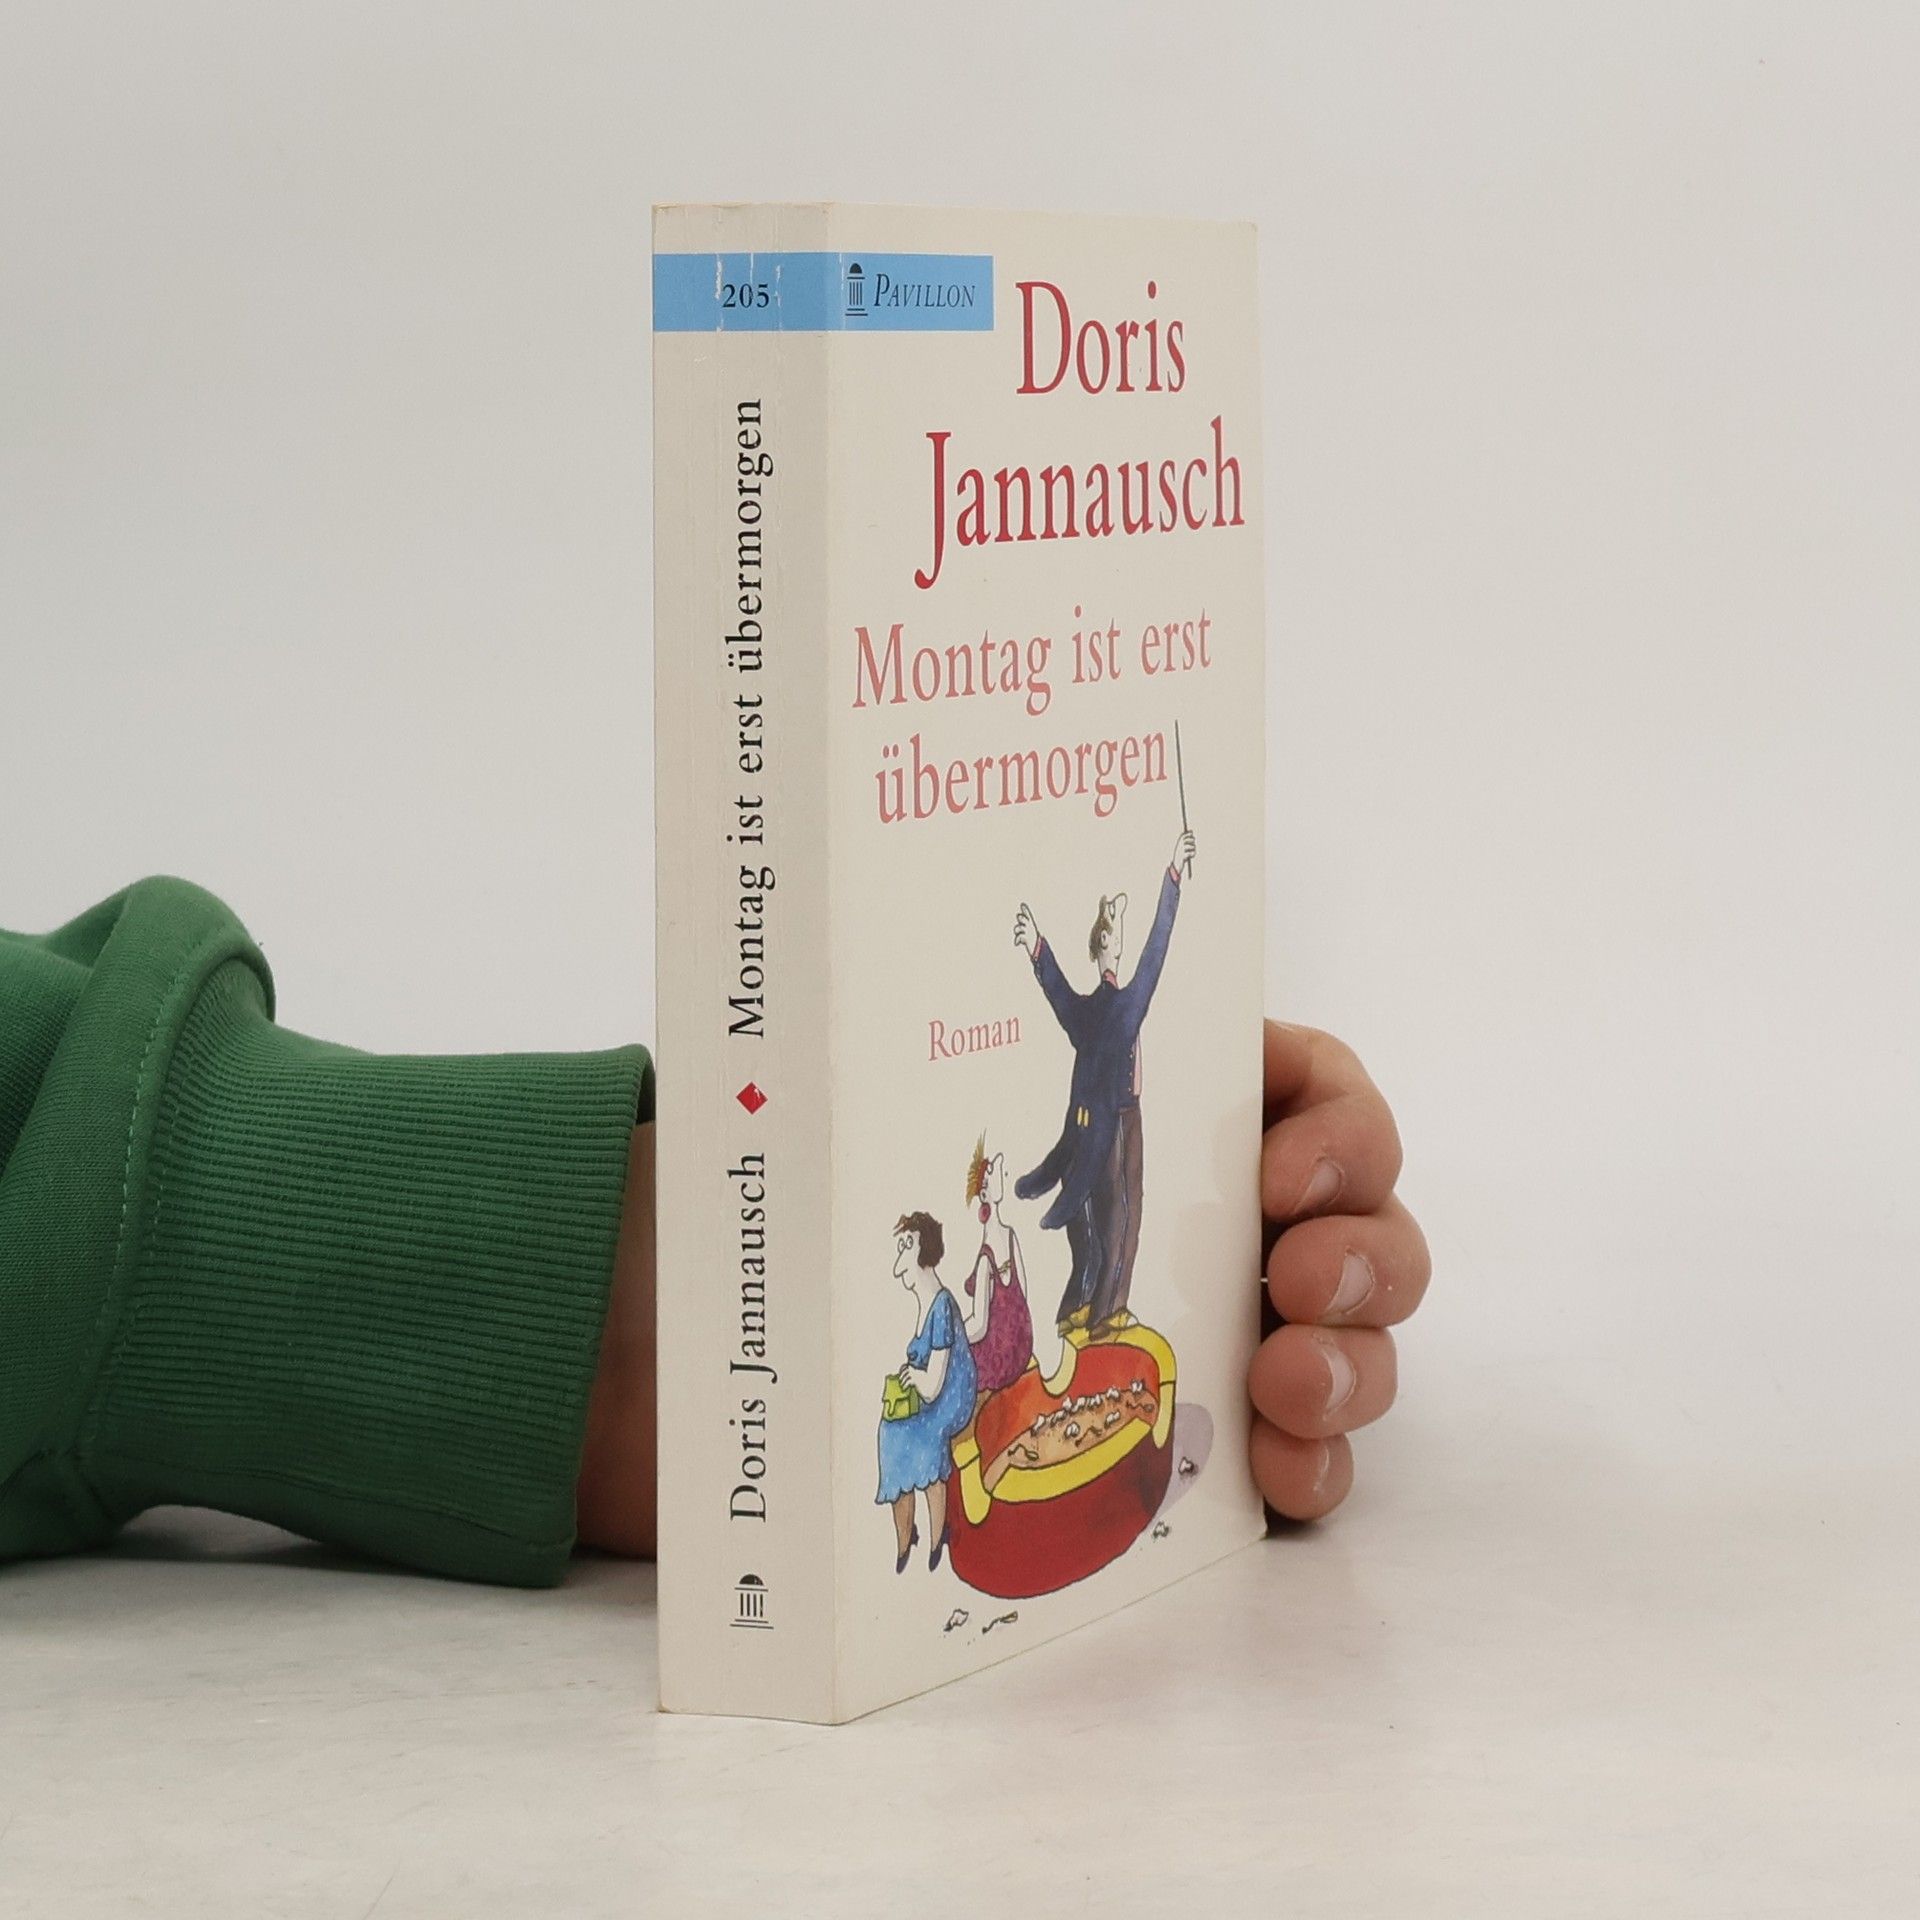 205
Montag ist erst übermorgen
Doris Jannausch
PAVILLON
Doris
Jannausch
Montag ist erst
übermorgen
Roman